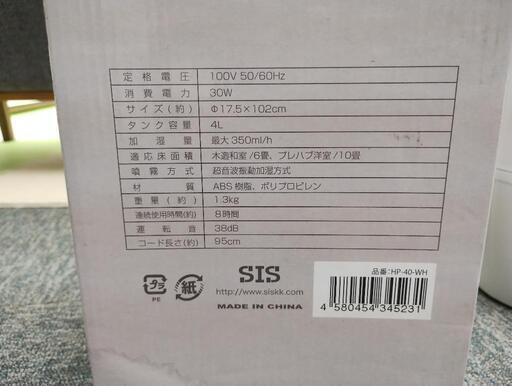 定格電圧 100V 50/60Hz
消費電力 30W
サイズ(約) Φ17.5×102cm
タンク容量 4L
加湿量 最大350ml/h
適応床面積 木造和室/6畳、プレハブ洋室/10畳
噴霧方式 超音波振動加湿方式
材質 ABS樹脂、ポリプロピレン
重量(約) 1.3kg
連続使用時間(約) 8時間
運転音 38dB
コード長さ(約) 95cm
プラ
PE
紙
SIS
http://www.siskk.com
MADE IN CHINA
品番:HP-40-WH
4 580454 345231